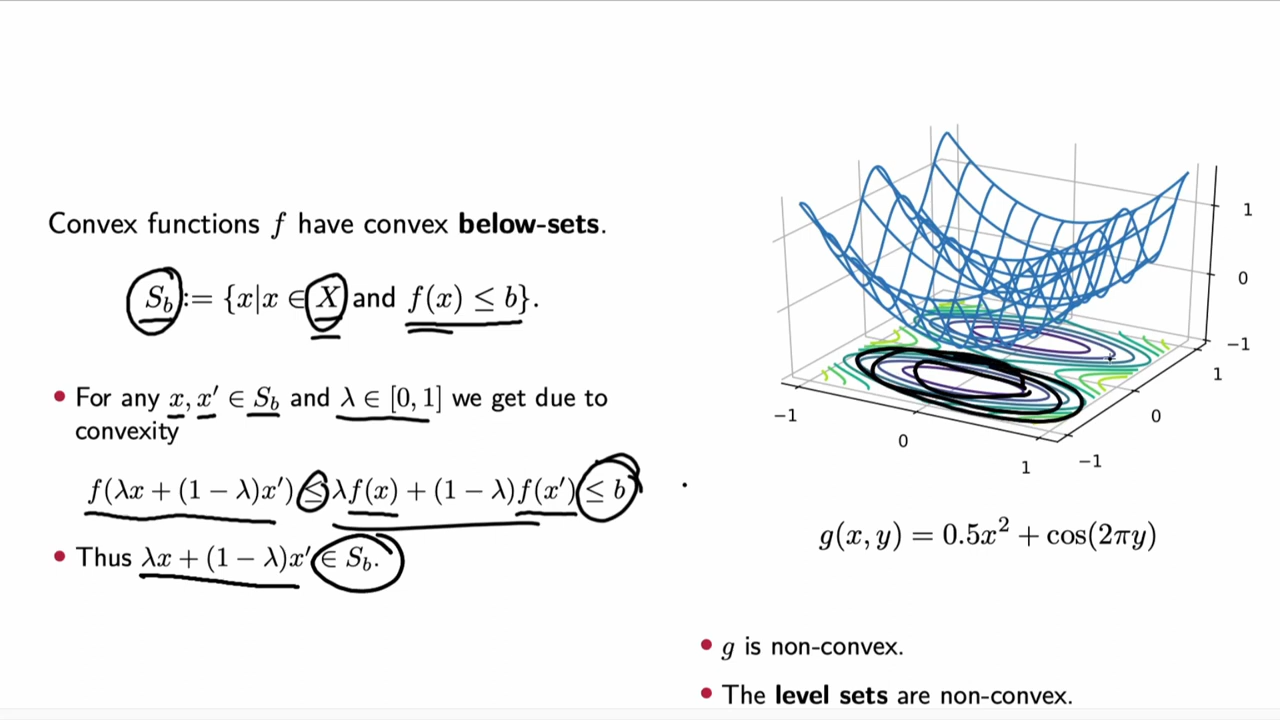 Convex functions f have convex below-sets.
S_b := {x|x ∈ X and f(x) ≤ b}.
• For any x, x′ ∈ S_b and λ ∈ [0, 1] we get due to
convexity
f(λx + (1 − λ)x′) ≤ λf(x) + (1 − λ)f(x′) ≤ b
• Thus λx + (1 − λ)x′ ∈ S_b.
1
0
−1
1
0
−1
−1
0
1
g(x, y) = 0.5x² + cos(2πy)
• g is non-convex.
• The level sets are non-convex.